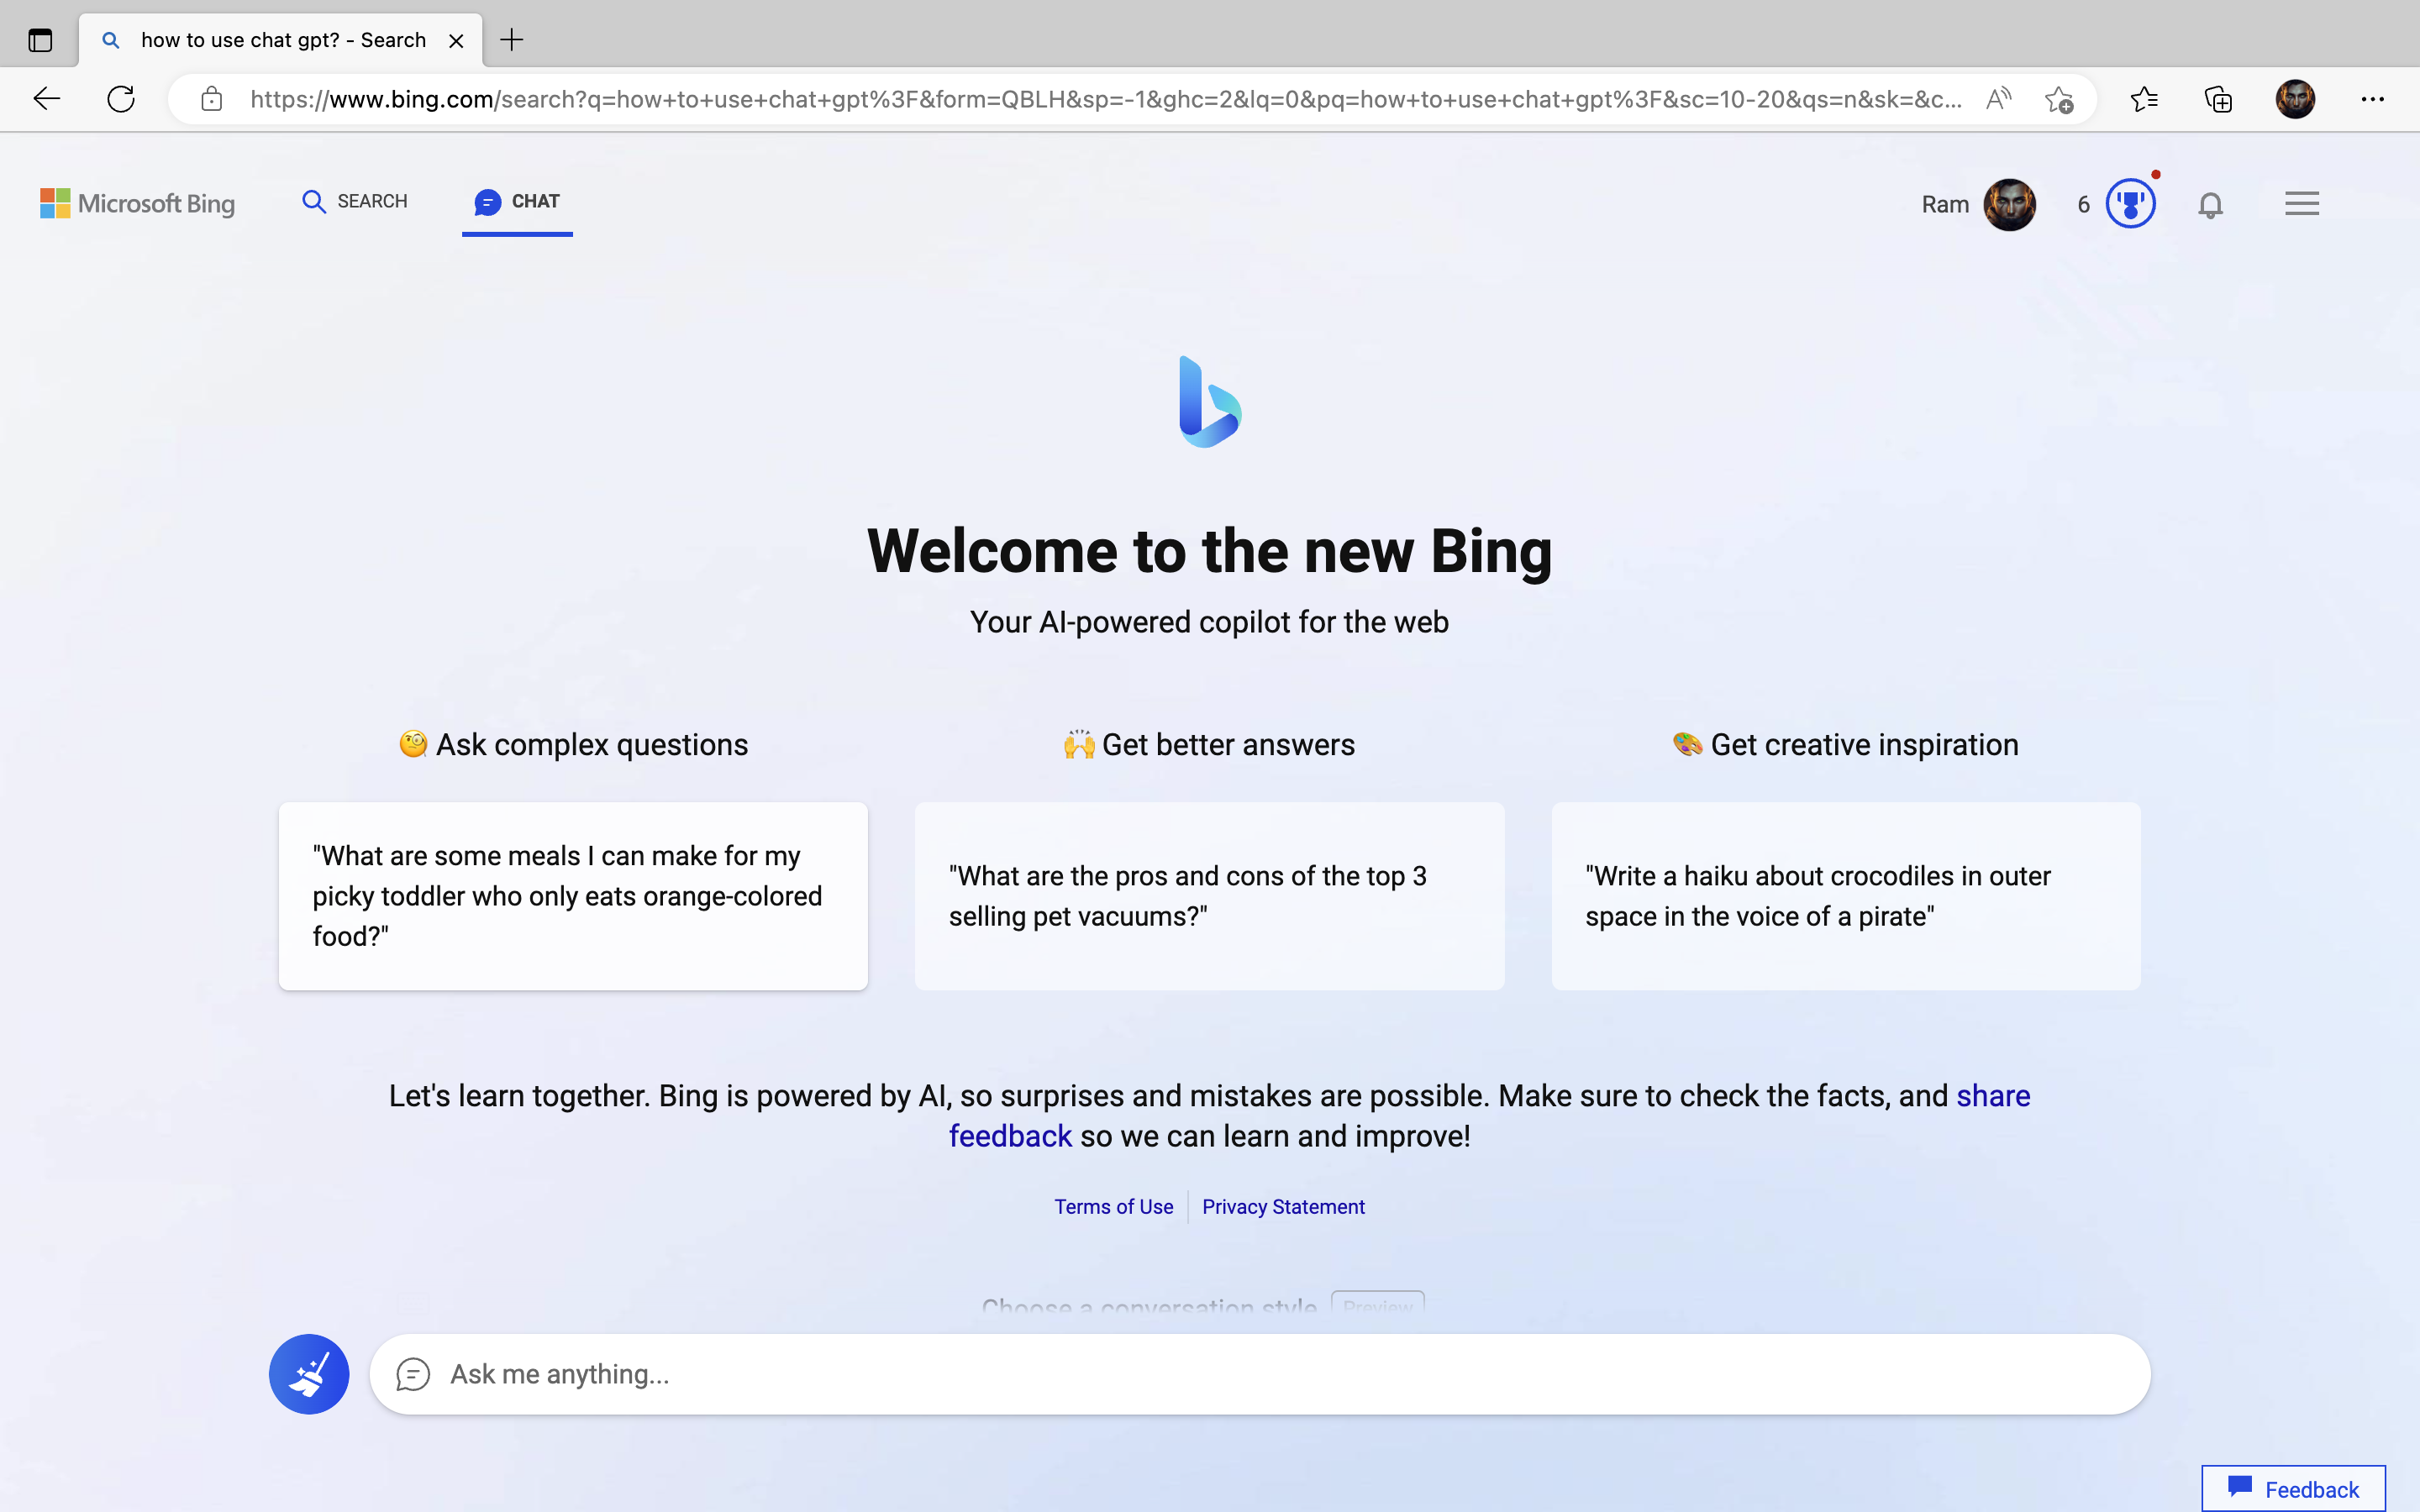 how to use chat gpt? - Search
https://www.bing.com/search?q=how+to+use+chat+gpt%3F&form=QBLH&sp=-1&ghc=2&lq=0&pq=how+to+use+chat+gpt%3F&sc=10-20&qs=n&sk=&c...
Microsoft Bing
SEARCH
CHAT
Ram
6
Welcome to the new Bing
Your AI-powered copilot for the web
Ask complex questions
"What are some meals I can make for my
picky toddler who only eats orange-colored
food?"
Get better answers
"What are the pros and cons of the top 3
selling pet vacuums?"
Get creative inspiration
"Write a haiku about crocodiles in outer
space in the voice of a pirate"
Let's learn together. Bing is powered by AI, so surprises and mistakes are possible. Make sure to check the facts, and share
feedback so we can learn and improve!
Terms of Use
Privacy Statement
Choose a conversation style
Preview
Ask me anything...
Feedback